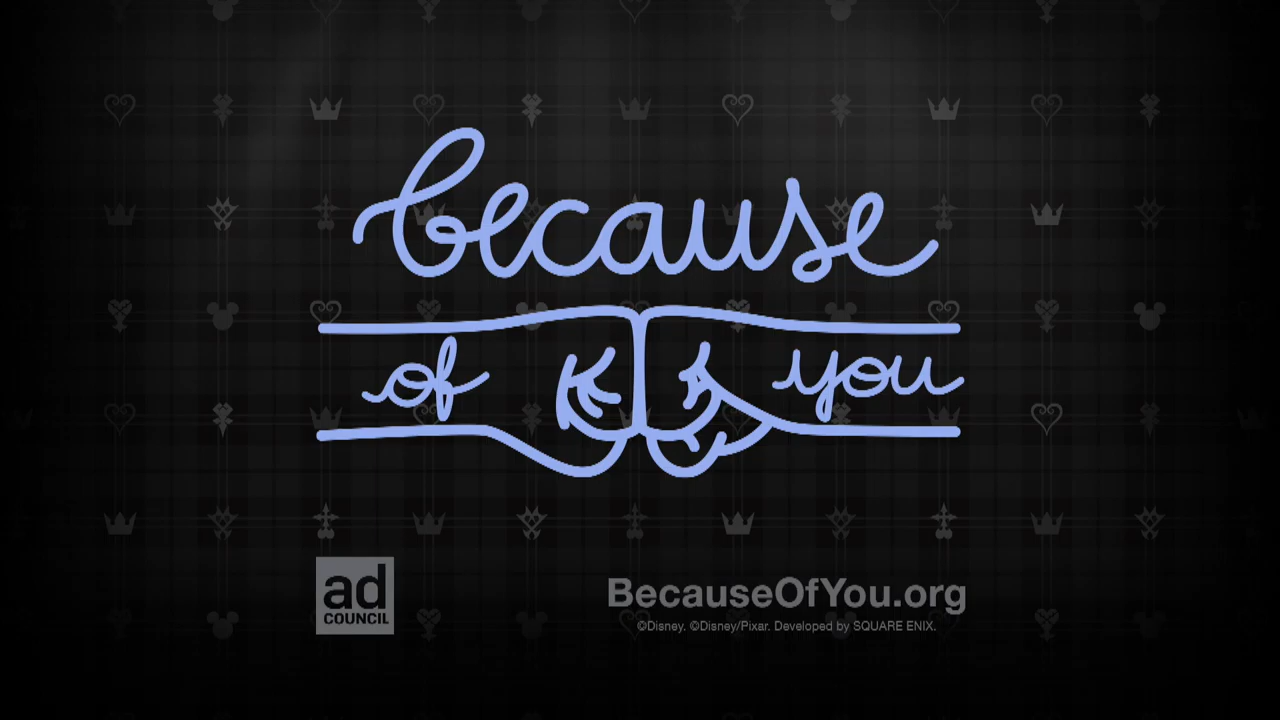 because
of you
ad
COUNCIL
BecauseOfYou.org
©Disney. ©Disney/Pixar. Developed by SQUARE ENIX.